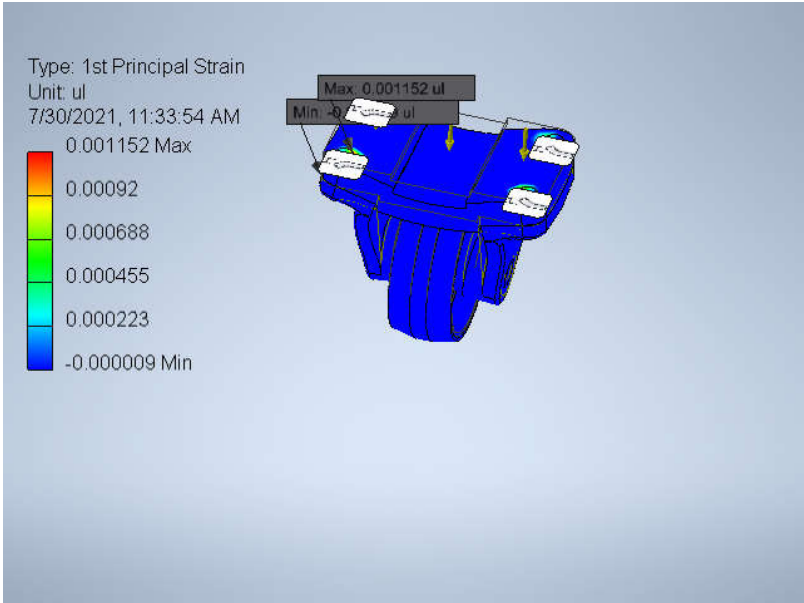 Type: 1st Principal Strain
Unit: ul
7/30/2021, 11:33:54 AM
0.001152 Max
0.00092
0.000688
0.000455
0.000223
-0.000009 Min
Max: 0.001152 ul
Min: ul